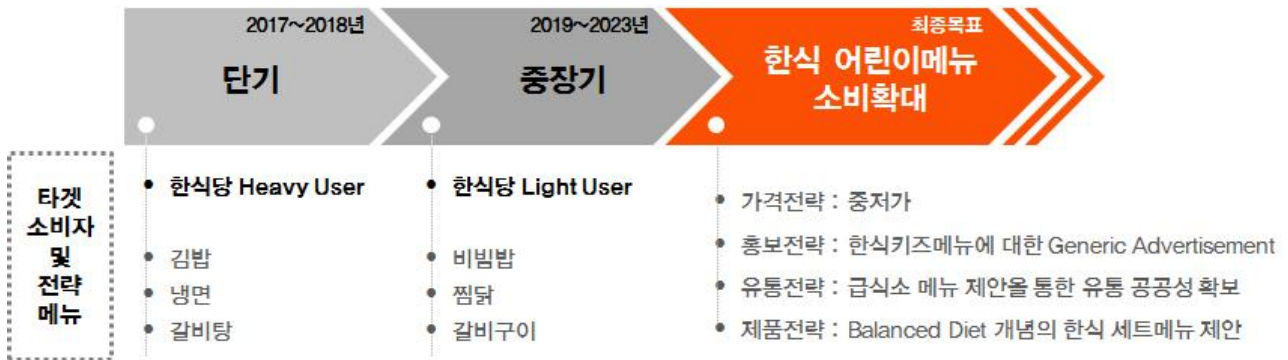 2017~2018년
단기
2019~2023년
중장기
최종목표
한식 어린이메뉴
소비확대
타겟
소비자
및
전략
메뉴
• 한식당 Heavy User
• 김밥
• 냉면
• 갈비탕
• 한식당 Light User
• 비빔밥
• 찜닭
• 갈비구이
• 가격전략 : 중저가
• 홍보전략 : 한식키즈메뉴에 대한 Generic Advertisement
• 유통전략 : 급식소 메뉴 제안을 통한 유통 공공성 확보
• 제품전략 : Balanced Diet 개념의 한식 세트메뉴 제안